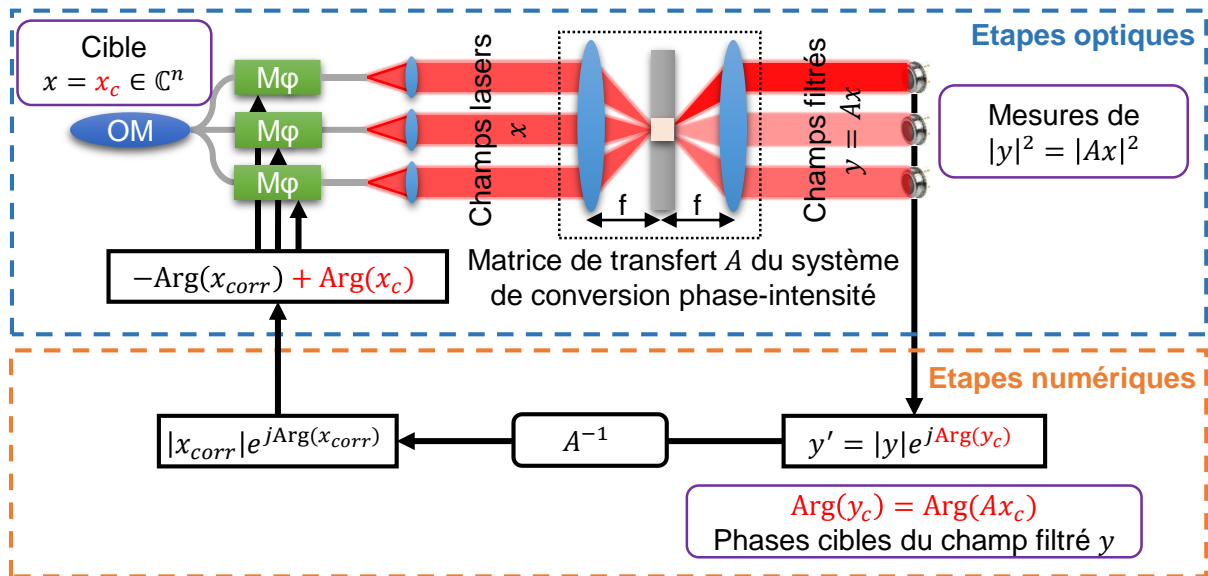 Etapes optiques
Cible
x = x_c ∈ ℂⁿ
OM
Mφ
Mφ
Mφ
Champs lasers
x
f
f
Champs filtrés
y = Ax
Mesures de
|y|² = |Ax|²
Matrice de transfert A du système
de conversion phase-intensité
−Arg(x_corr) + Arg(x_c)
Etapes numériques
|x_corr|e^{jArg(x_corr)}
A⁻¹
y′ = |y|e^{jArg(y_c)}
Arg(y_c) = Arg(Ax_c)
Phases cibles du champ filtré y